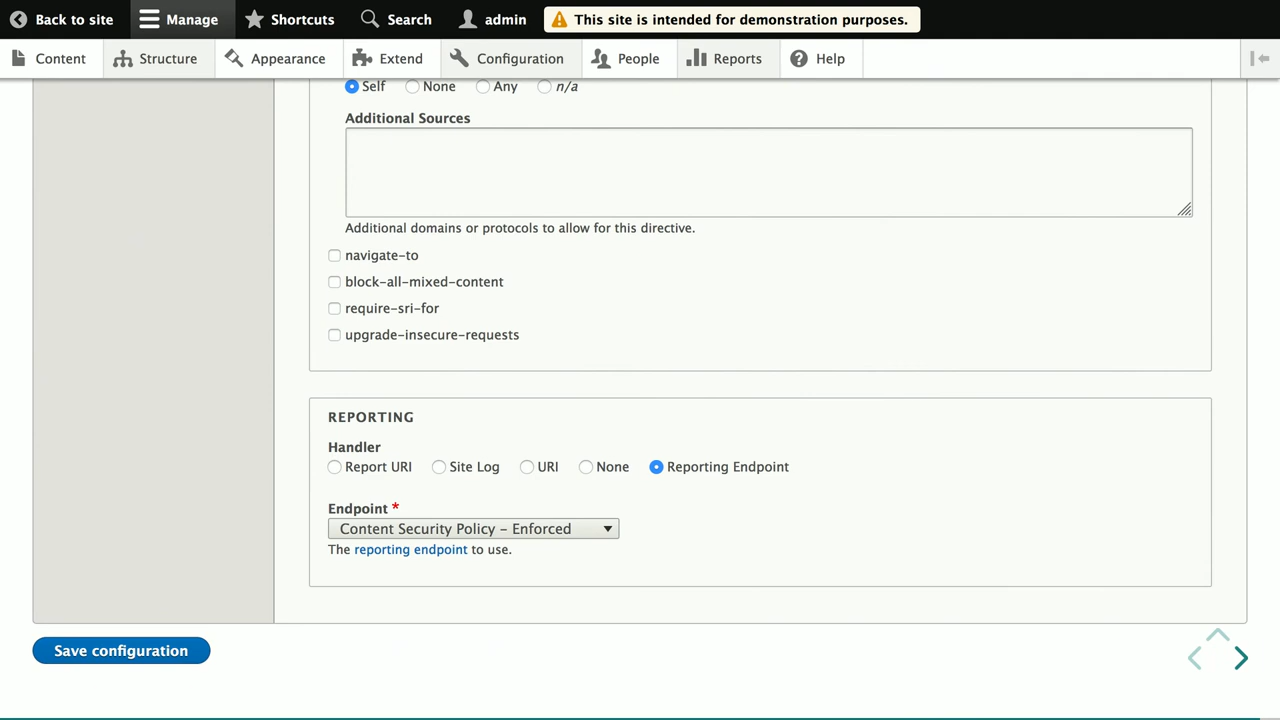 Back to site Manage Shortcuts Search admin This site is intended for demonstration purposes.
Content Structure Appearance Extend Configuration People Reports Help
Self None Any n/a
Additional Sources
Additional domains or protocols to allow for this directive.
navigate-to
block-all-mixed-content
require-sri-for
upgrade-insecure-requests
REPORTING
Handler
Report URI Site Log URI None Reporting Endpoint
Endpoint *
Content Security Policy - Enforced
The reporting endpoint to use.
Save configuration